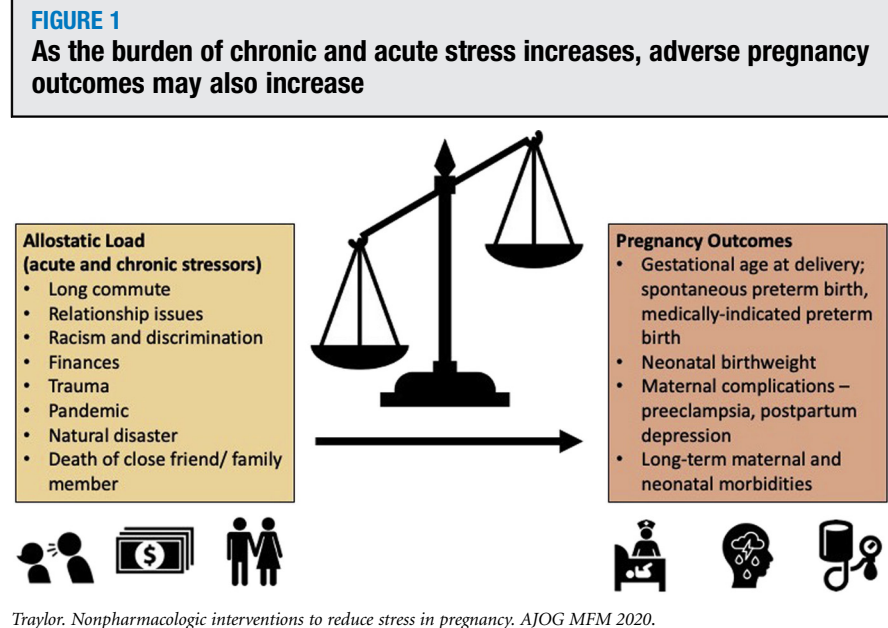 FIGURE 1
As the burden of chronic and acute stress increases, adverse pregnancy
outcomes may also increase
Allostatic Load
(acute and chronic stressors)
• Long commute
• Relationship issues
• Racism and discrimination
• Finances
• Trauma
• Pandemic
• Natural disaster
• Death of close friend/ family
member
$
Pregnancy Outcomes
• Gestational age at delivery;
spontaneous preterm birth,
medically-indicated preterm
birth
• Neonatal birthweight
• Maternal complications –
preeclampsia, postpartum
depression
• Long-term maternal and
neonatal morbidities
Traylor. Nonpharmacologic interventions to reduce stress in pregnancy. AJOG MFM 2020.